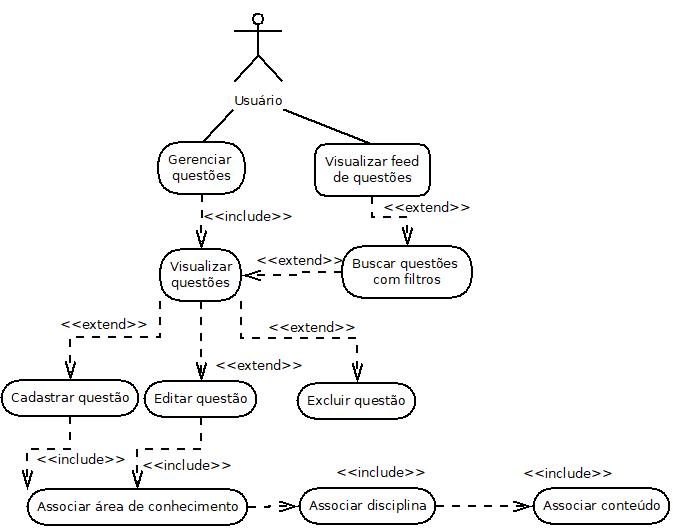 Usuário
Gerenciar
questões
Visualizar feed
de questões
<<include>>
<<extend>>
Visualizar
questões
<<extend>>
Buscar questões
com filtros
<<extend>>
<<extend>>
<<extend>>
Cadastrar questão
Editar questão
Excluir questão
<<include>>
<<include>>
<<include>>
<<include>>
Associar área de conhecimento
Associar disciplina
Associar conteúdo